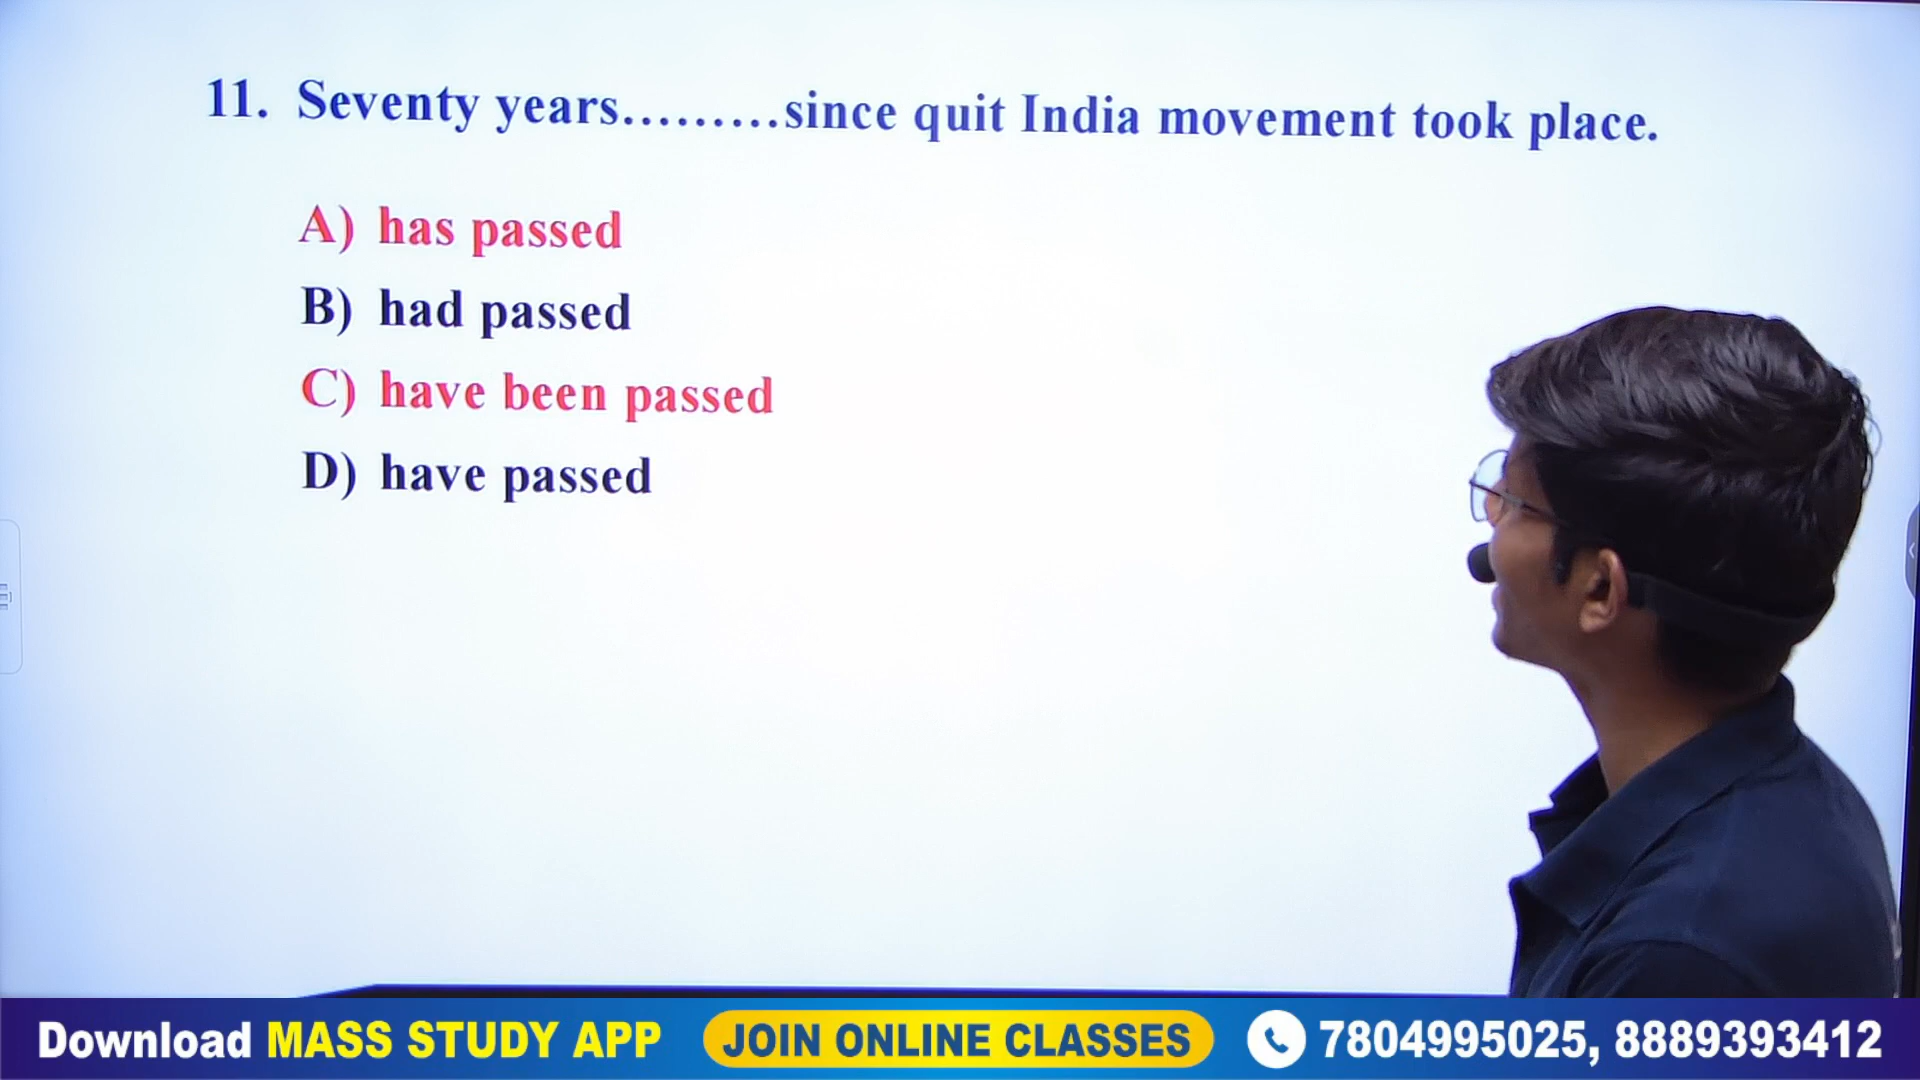 11. Seventy years.........since quit India movement took place.
A) has passed
B) had passed
C) have been passed
D) have passed
Download MASS STUDY APP JOIN ONLINE CLASSES 7804995025, 8889393412